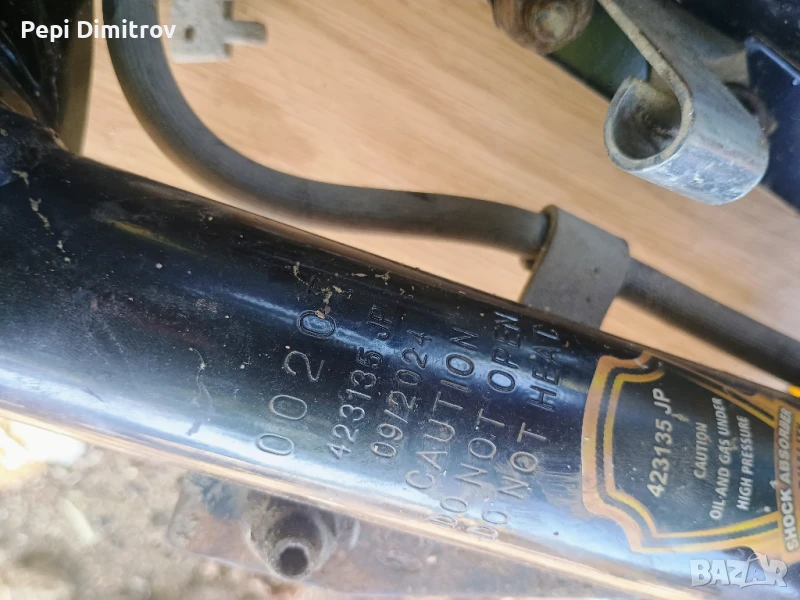 Pepi Dimitrov
0020
423135 JP
09/2024
CAUTION
DO NOT OPEN
DO NOT HEAT
423135 JP
CAUTION
OIL AND GAS UNDER
HIGH PRESSURE
SHOCK ABSORBER
BAZAR